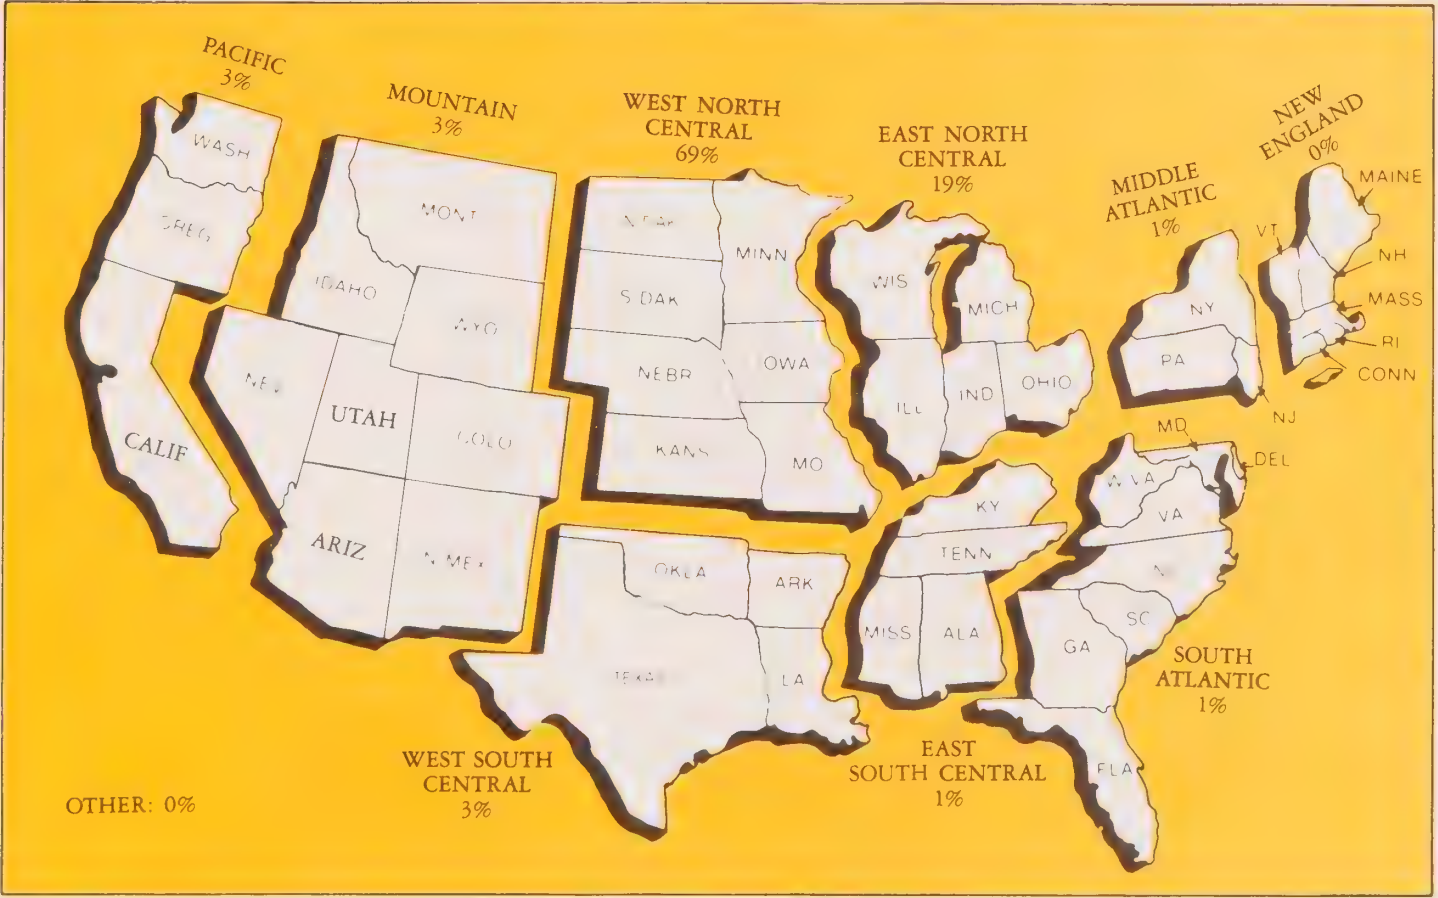 PACIFIC
3%
MOUNTAIN
3%
WEST NORTH
CENTRAL
69%
EAST NORTH
CENTRAL
19%
MIDDLE
ATLANTIC
1%
NEW
ENGLAND
0%
WASH
MONT
IDAHO
WYO
UTAH
CALIF
ARIZ
MINN
S DAK
NEBR
IOWA
KANS
MO
WIS
MICH
ILL
IND
OHIO
NY
PA
NJ
VT
MAINE
NH
MASS
RI
CONN
MD
DEL
W VA
VA
KY
TENN
MISS
ALA
SC
GA
FLA
OKLA
ARK
LA
SOUTH
ATLANTIC
1%
EAST
SOUTH CENTRAL
1%
WEST SOUTH
CENTRAL
3%
OTHER: 0%